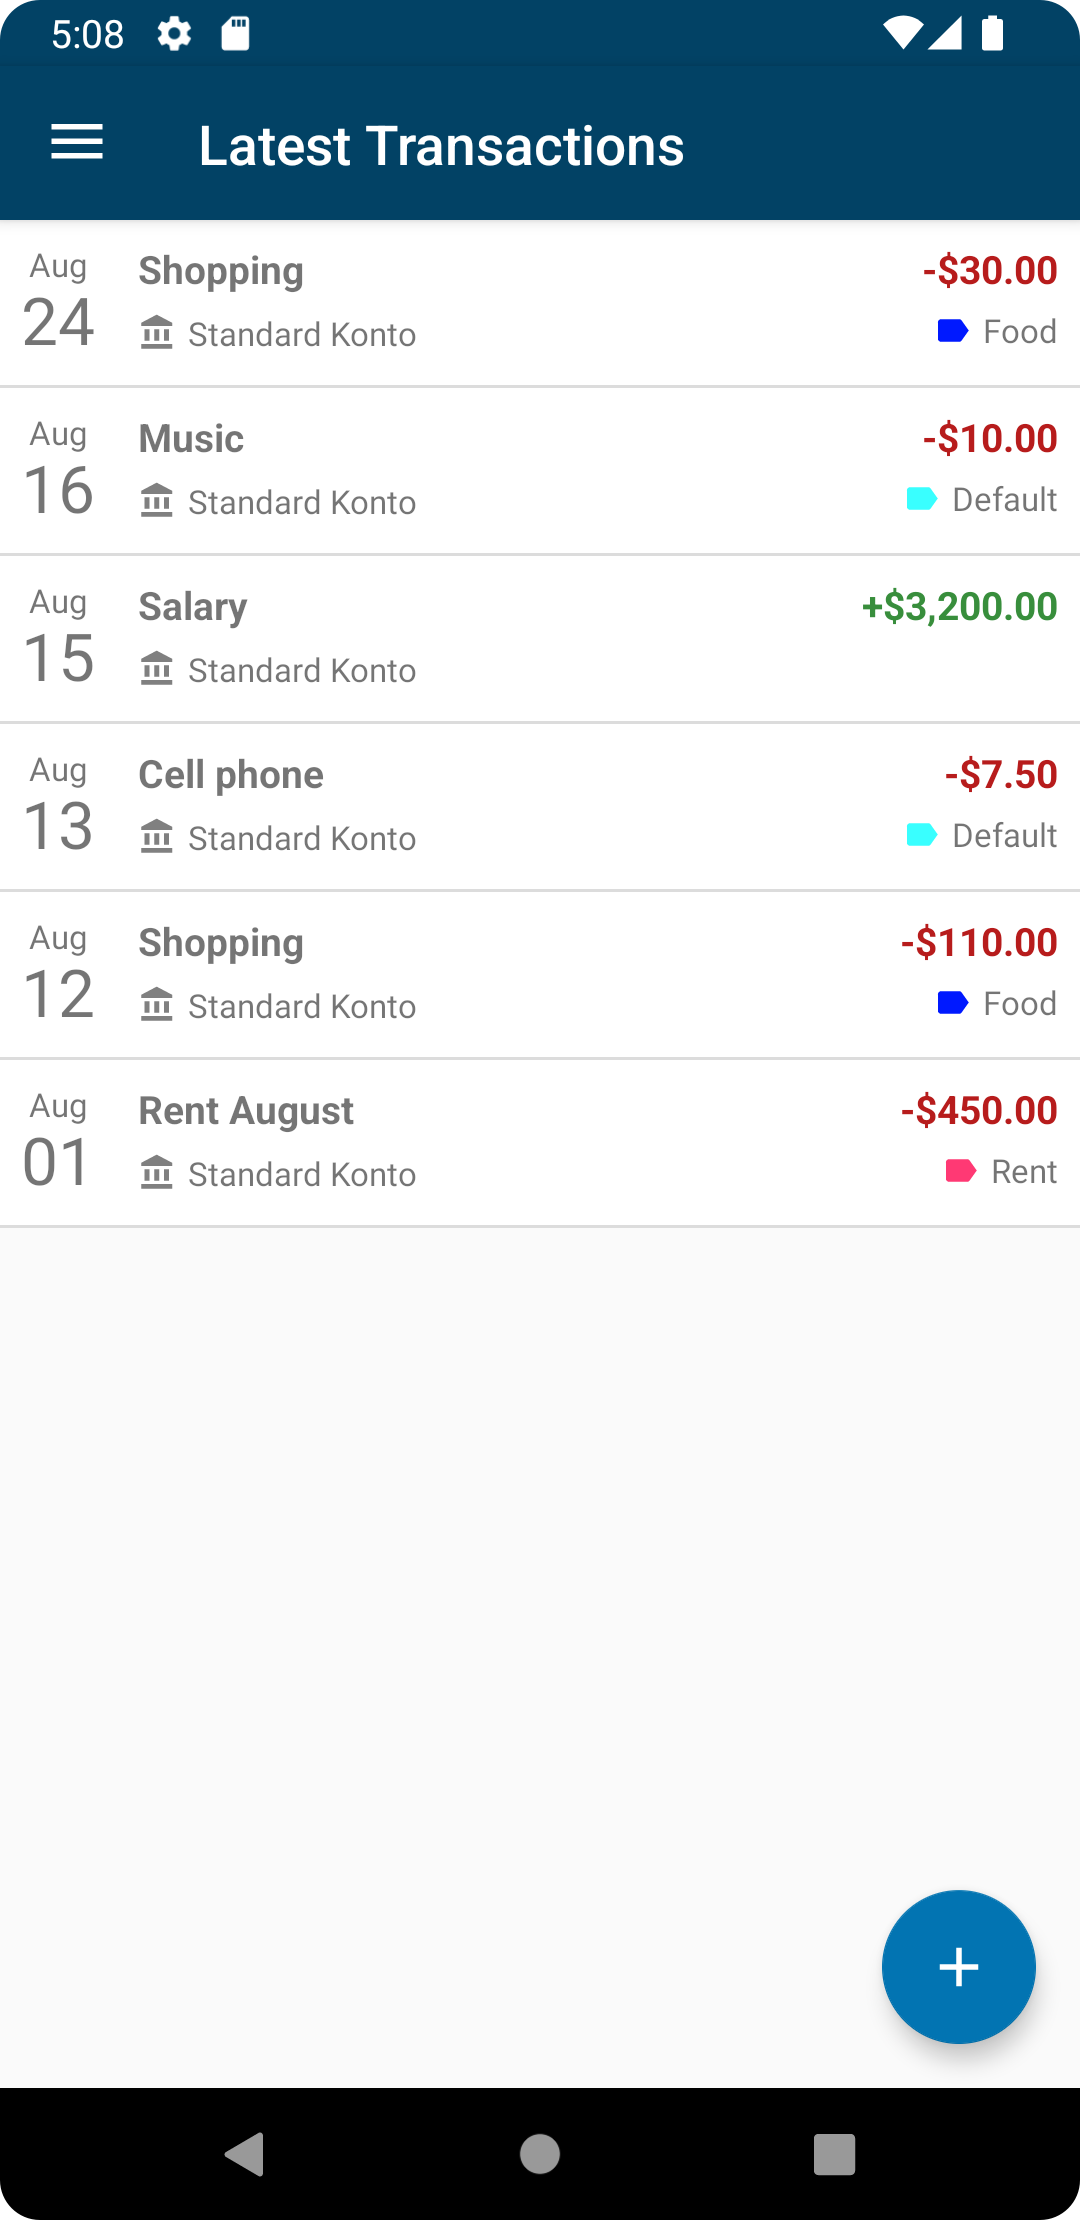 5:08
Latest Transactions
Aug
24
Shopping
-$30.00
Standard Konto
Food
Aug
16
Music
-$10.00
Standard Konto
Default
Aug
15
Salary
+$3,200.00
Standard Konto
Aug
13
Cell phone
-$7.50
Standard Konto
Default
Aug
12
Shopping
-$110.00
Standard Konto
Food
Aug
01
Rent August
-$450.00
Standard Konto
Rent